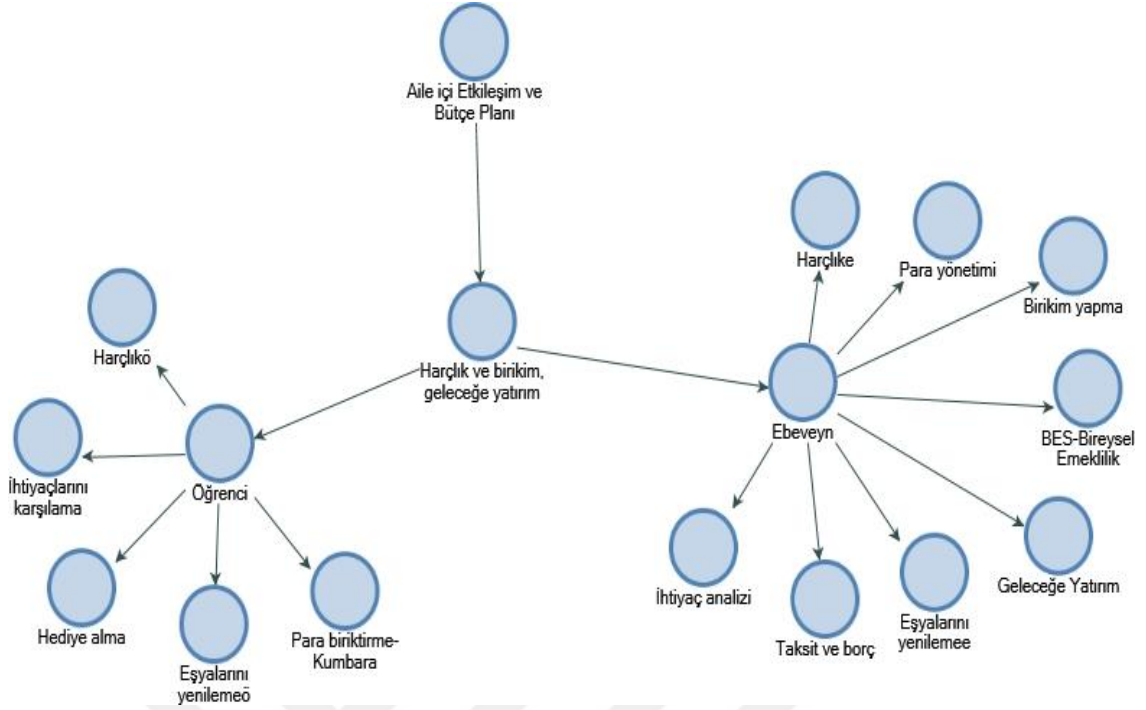 Aile içi Etkileşim ve
Bütçe Planı
Harçlık ve birikim,
geleceğe yatırım
Harçlıkö
İhtiyaçlarını
karşılama
Öğrenci
Hediye alma
Eşyalarını
yenilemeö
Para biriktirme-
Kumbara
Harçlıke
Para yönetimi
Birikim yapma
Ebeveyn
BES-Bireysel
Emeklilik
Geleceğe Yatırım
İhtiyaç analizi
Taksit ve borç
Eşyalarını
yenilemee